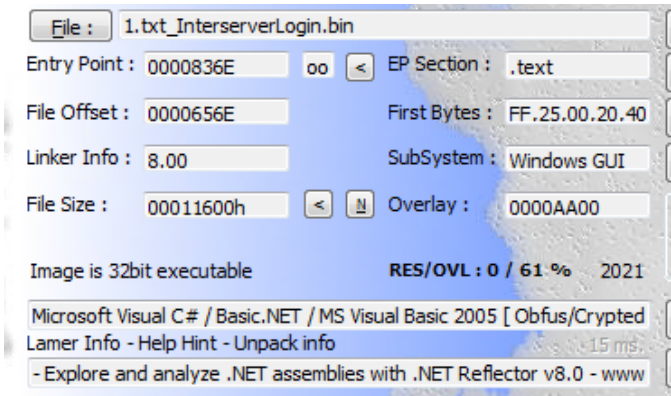 File : 1.txt_InterserverLogin.bin
Entry Point : 0000836E oo < EP Section : .text
File Offset : 0000656E First Bytes : FF.25.00.20.40
Linker Info : 8.00 SubSystem : Windows GUI
File Size : 00011600h < N Overlay : 0000AA00
Image is 32bit executable RES/OVL : 0 / 61 % 2021
Microsoft Visual C# / Basic.NET / MS Visual Basic 2005 [ Obfus/Crypted
Lamer Info - Help Hint - Unpack info 15 ms.
- Explore and analyze .NET assemblies with .NET Reflector v8.0 - www